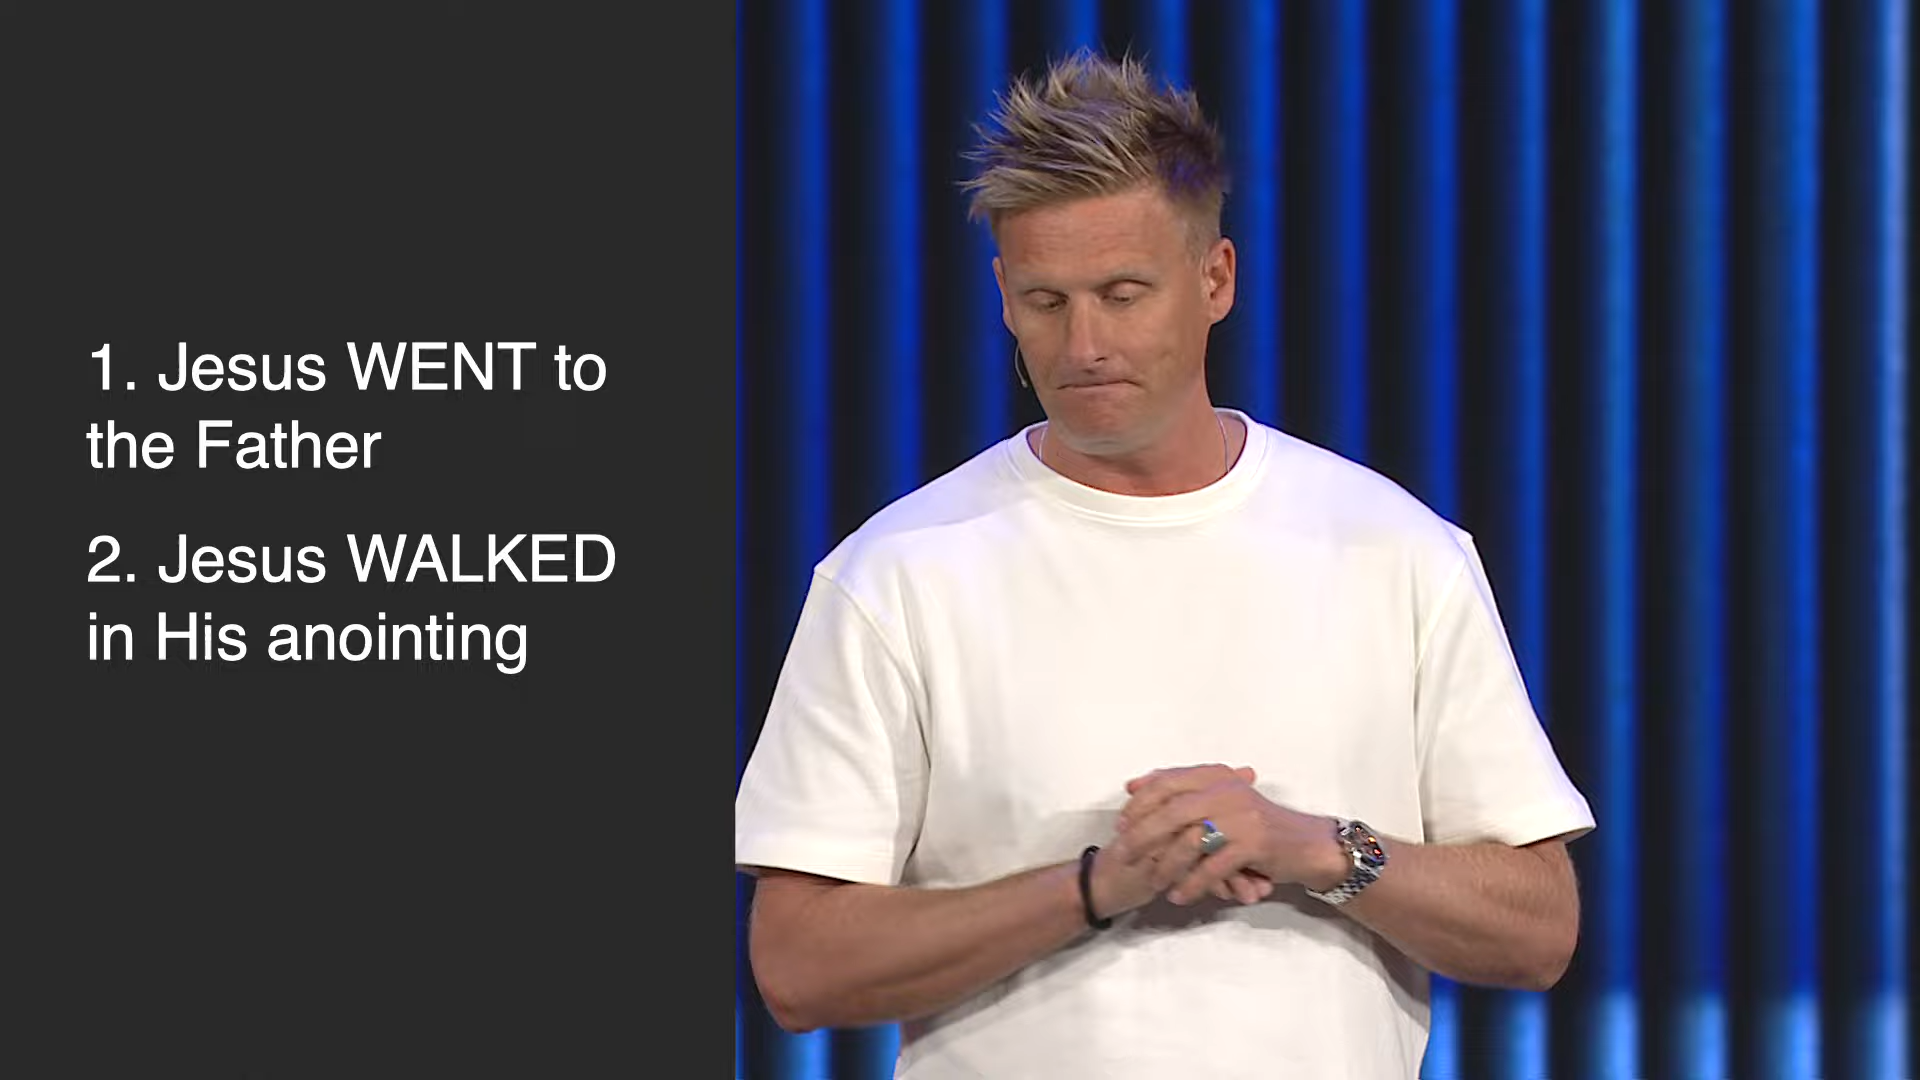 1. Jesus WENT to
the Father
2. Jesus WALKED
in His anointing